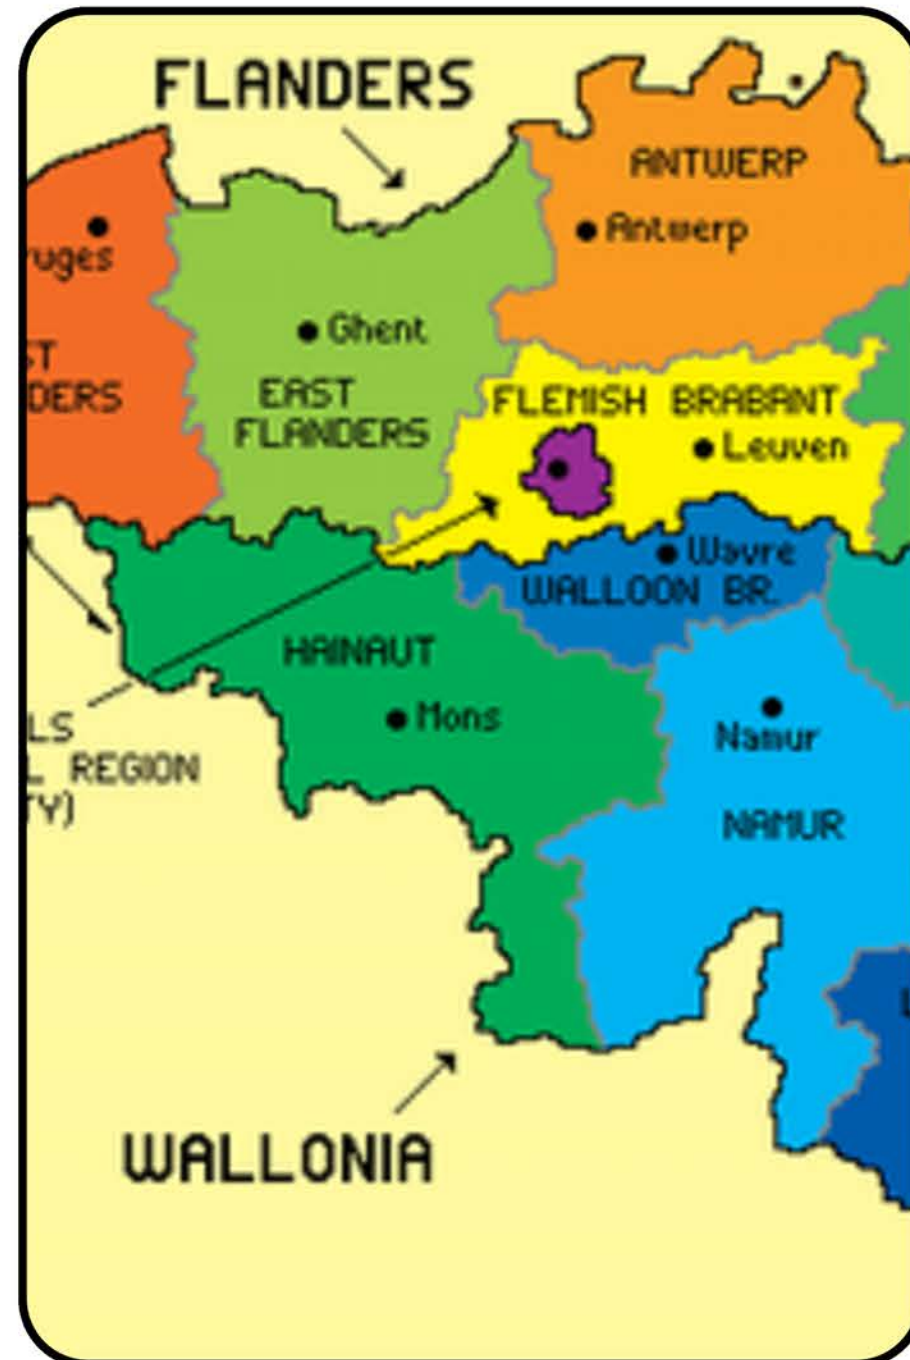 FLANDERS
ANTWERP
Antwerp
uges
Ghent
ST
DERS
EAST
FLANDERS
FLEMISH BRABANT
Leuven
Wavre
WALLOON BR.
HAINAUT
Mons
LS
L REGION
TY)
Namur
NAMUR
L
WALLONIA